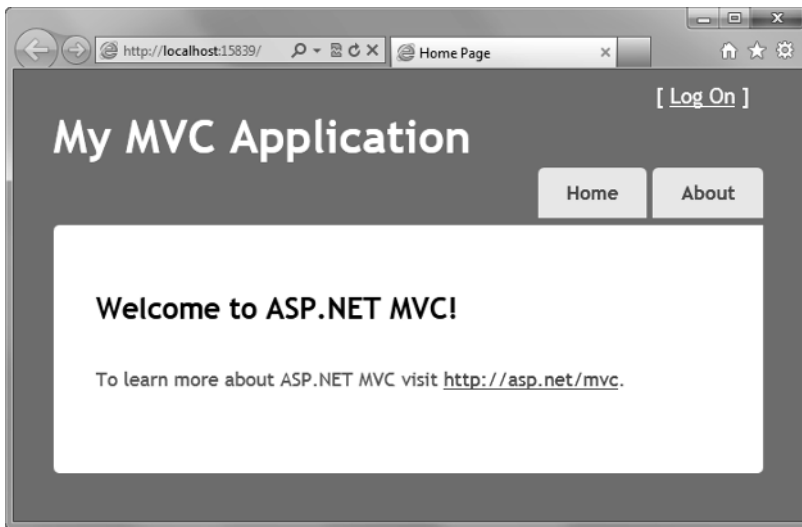 http://localhost:15839/
Home Page
[ Log On ]
My MVC Application
Home
About
Welcome to ASP.NET MVC!
To learn more about ASP.NET MVC visit http://asp.net/mvc.